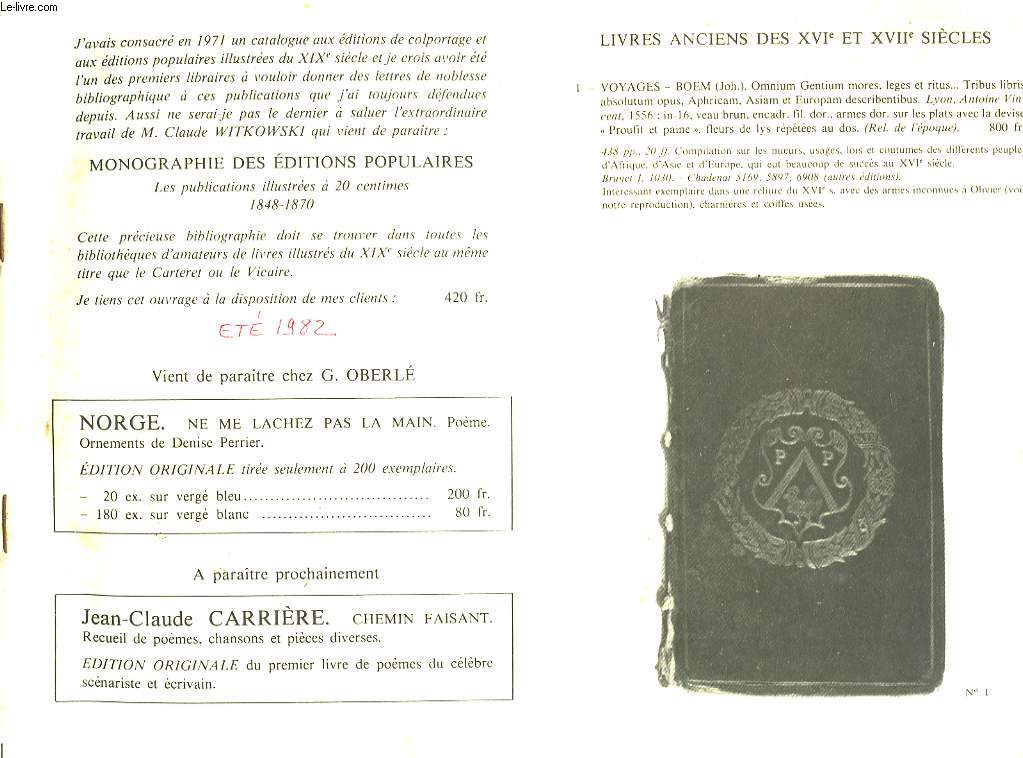 Le-livre.com
J'avais consacré en 1971 un catalogue aux éditions de colportage et
aux éditions populaires illustrées du XIXe siècle et je crois avoir été
l'un des premiers libraires à vouloir donner des lettres de noblesse
bibliographique à ces publications que j'ai toujours défendues
depuis. Aussi ne serai-je pas le dernier à saluer l'extraordinaire
travail de M. Claude WITKOWSKI qui vient de paraître :
MONOGRAPHIE DES ÉDITIONS POPULAIRES
Les publications illustrées à 20 centimes
1848-1870
Cette précieuse bibliographie doit se trouver dans toutes les
bibliothèques d'amateurs de livres illustrés du XIXe siècle au même
titre que le Carteret ou le Vicaire.
Je tiens cet ouvrage à la disposition de mes clients : 420 fr.
ETÉ 1982.
Vient de paraître chez G. OBERLÉ
NORGE. NE ME LACHEZ PAS LA MAIN. Poème.
Ornements de Denise Perrier.
ÉDITION ORIGINALE tirée seulement à 200 exemplaires.
– 20 ex. sur vergé bleu.................................. 200 fr.
– 180 ex. sur vergé blanc ................................ 80 fr.
A paraître prochainement
Jean-Claude CARRIÈRE. CHEMIN FAISANT.
Recueil de poèmes, chansons et pièces diverses.
EDITION ORIGINALE du premier livre de poèmes du célèbre
scénariste et écrivain.
LIVRES ANCIENS DES XVIe ET XVIIe SIÈCLES
1 – VOYAGES – BOEM (Joh.). Omnium Gentium mores, leges et ritus... Tribus libris
absolutum opus, Aphricam, Asiam et Europam describentibus. Lyon, Antoine Vin-
cent, 1556 ; in-16, veau brun, encadr. fil. dor., armes dor. sur les plats avec la devise
« Proufit et paine », fleurs de lys répétées au dos. (Rel. de l'époque). 800 fr
438 pp., 20 ff. Compilation sur les mœurs, usages, lois et coutumes des différents peuple
d'Afrique, d'Asie et d'Europe, qui eut beaucoup de succès au XVIe siècle.
Brunet I, 1030. - Chadenat 5169, 5897, 6908 (autres éditions).
Intéressant exemplaire dans une reliure du XVIe s. avec des armes inconnues à Olivier (voi
notre reproduction), charnières et coiffes usées.
P P
N° 1